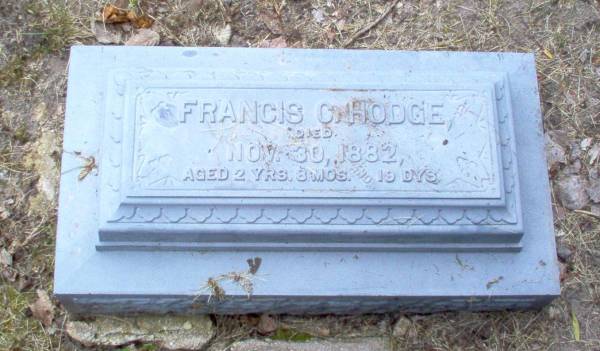 FRANCIS C. HODGE
DIED
NOV. 30, 1882,
AGED 2 YRS. 8 MOS. 19 DYS.